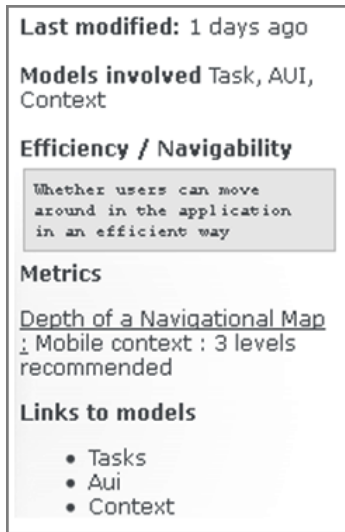 Last modified: 1 days ago
Models involved Task, AUI,
Context
Efficiency / Navigability
Whether users can move
around in the application
in an efficient way
Metrics
Depth of a Navigational Map
: Mobile context : 3 levels
recommended
Links to models
• Tasks
• Aui
• Context